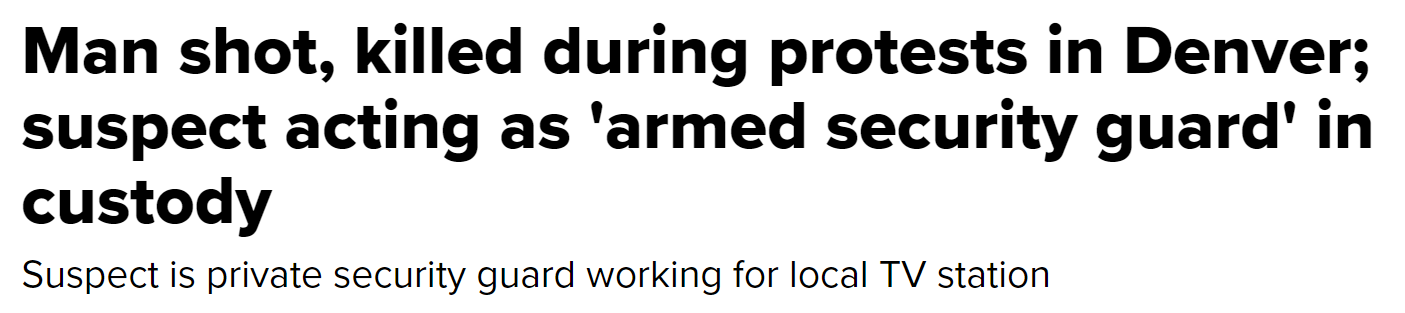 Man shot, killed during protests in Denver;
suspect acting as 'armed security guard' in
custody
Suspect is private security guard working for local TV station